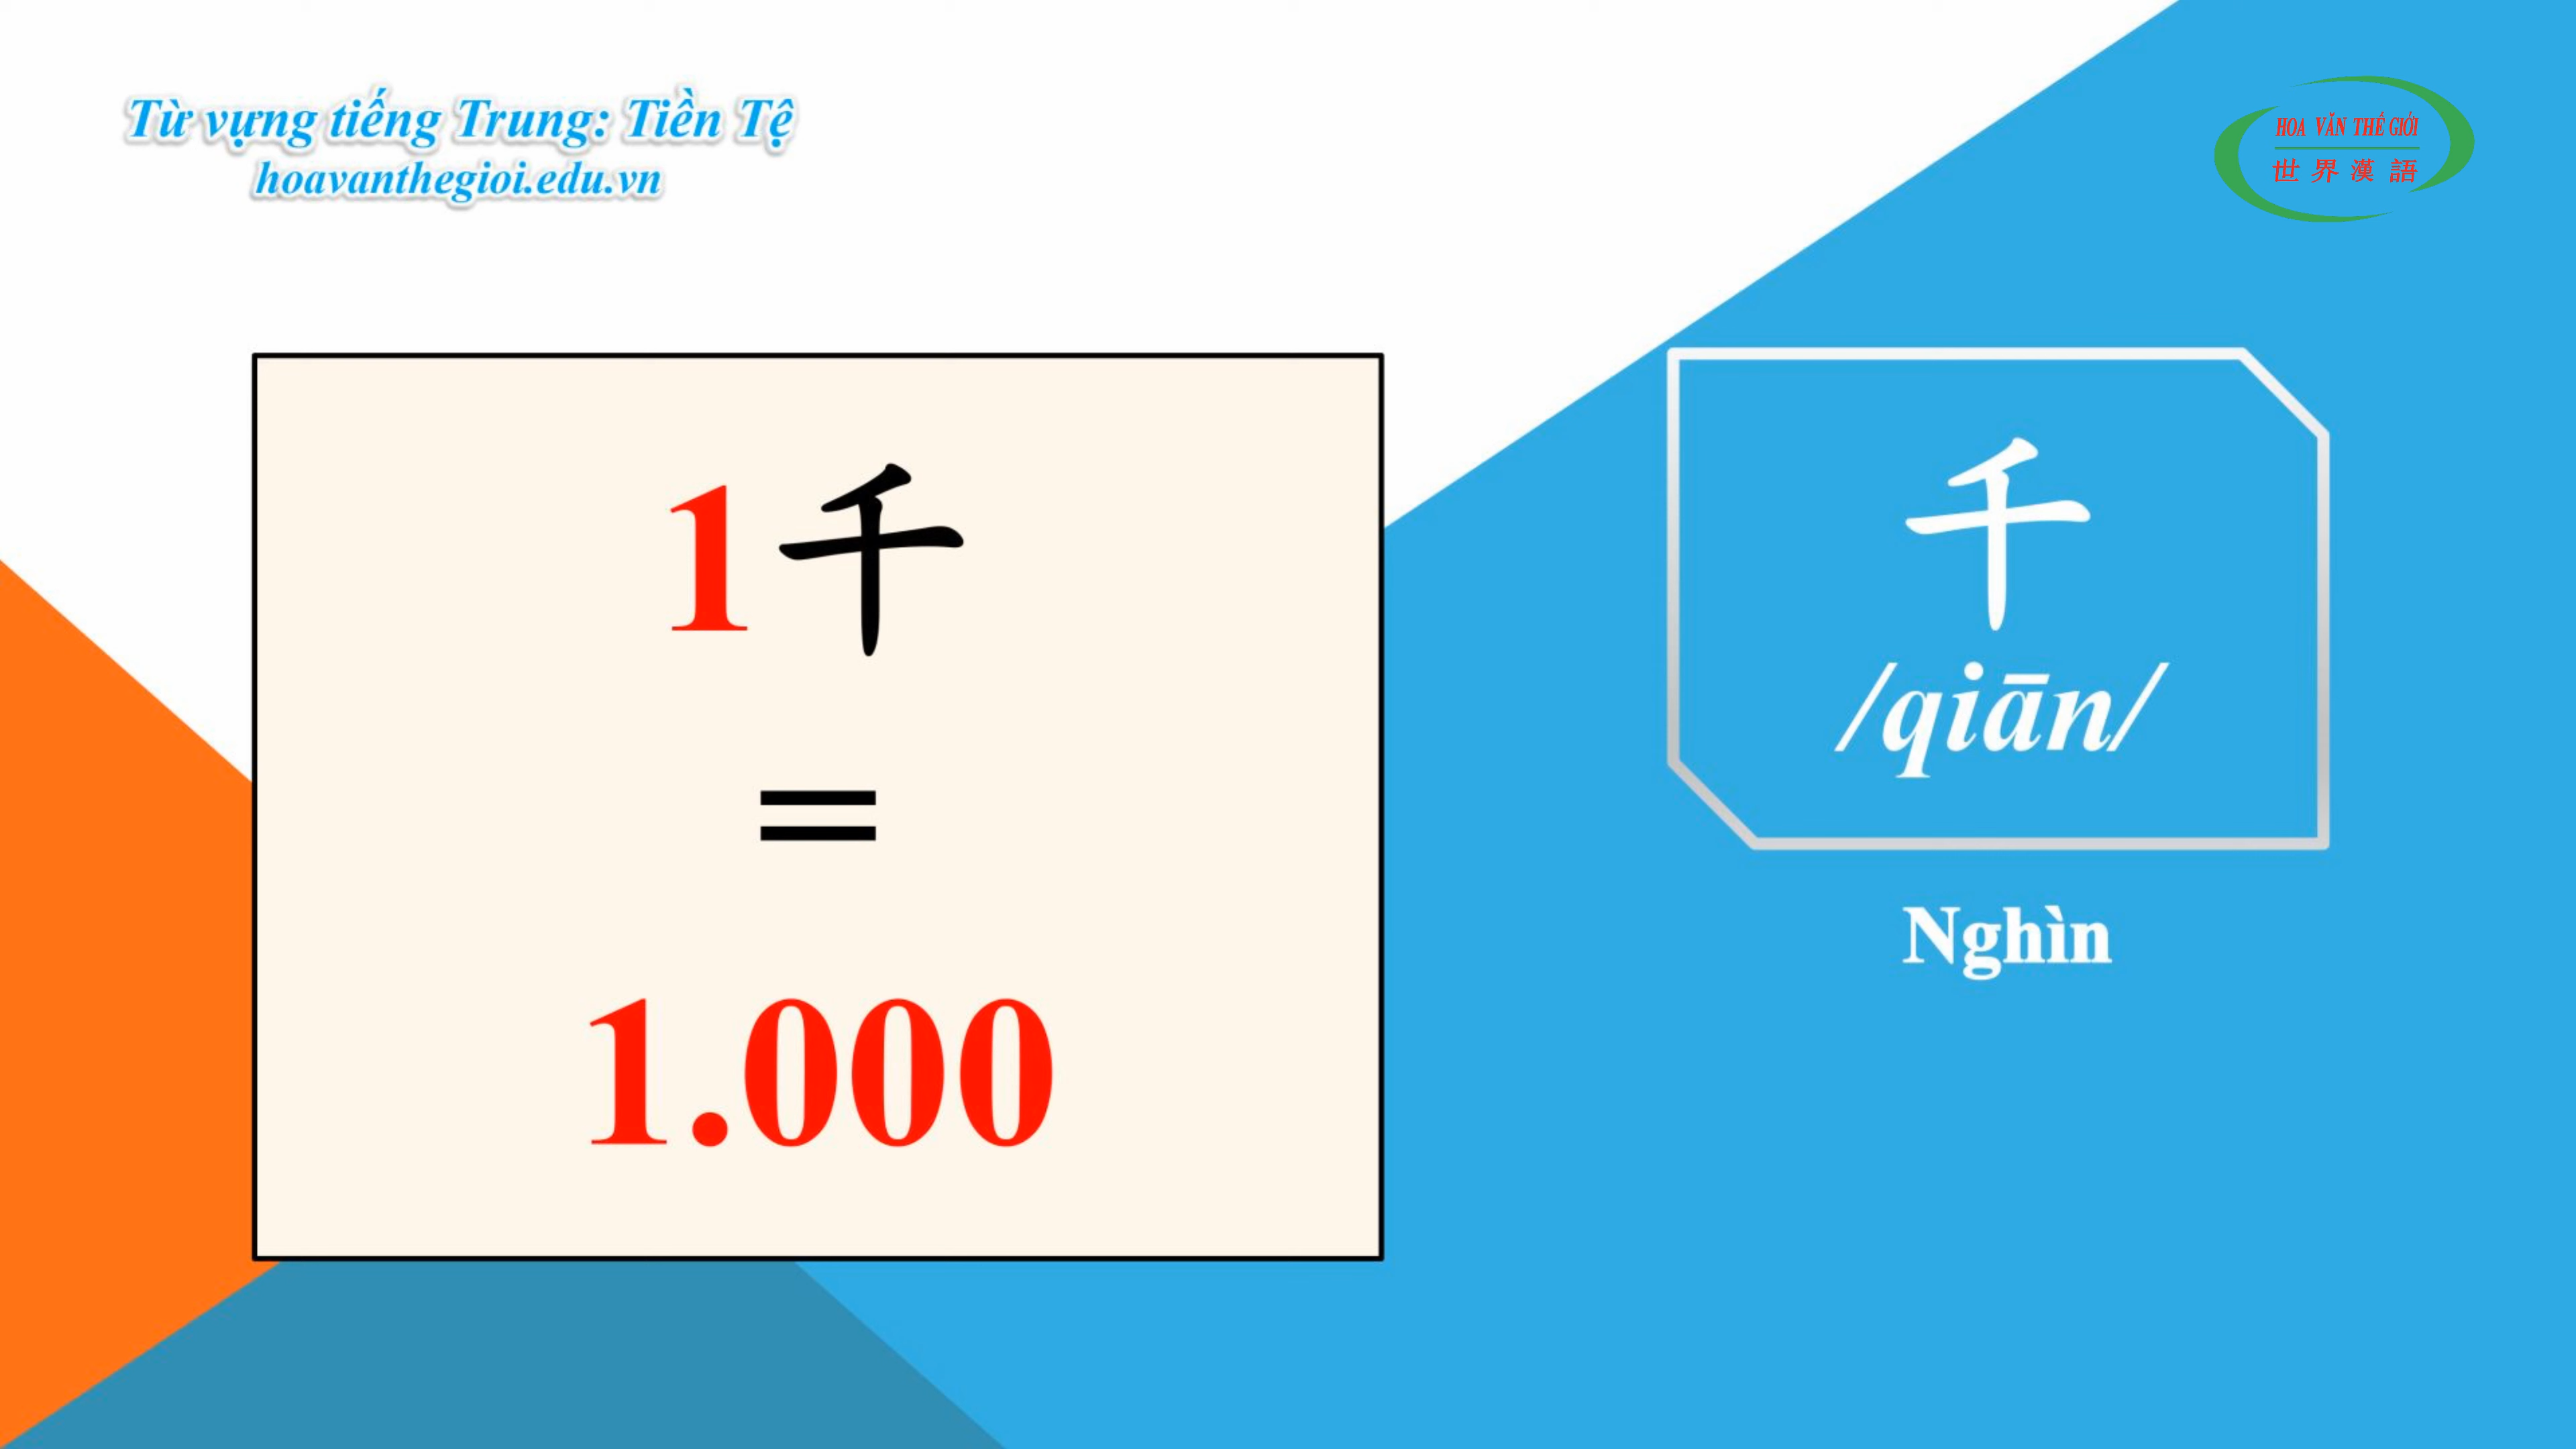 Từ vựng tiếng Trung: Tiền Tệ
hoavanthegioi.edu.vn
HOA VĂN THẾ GIỚI
世界漢語
1千
=
1.000
千
/qiān/
Nghìn